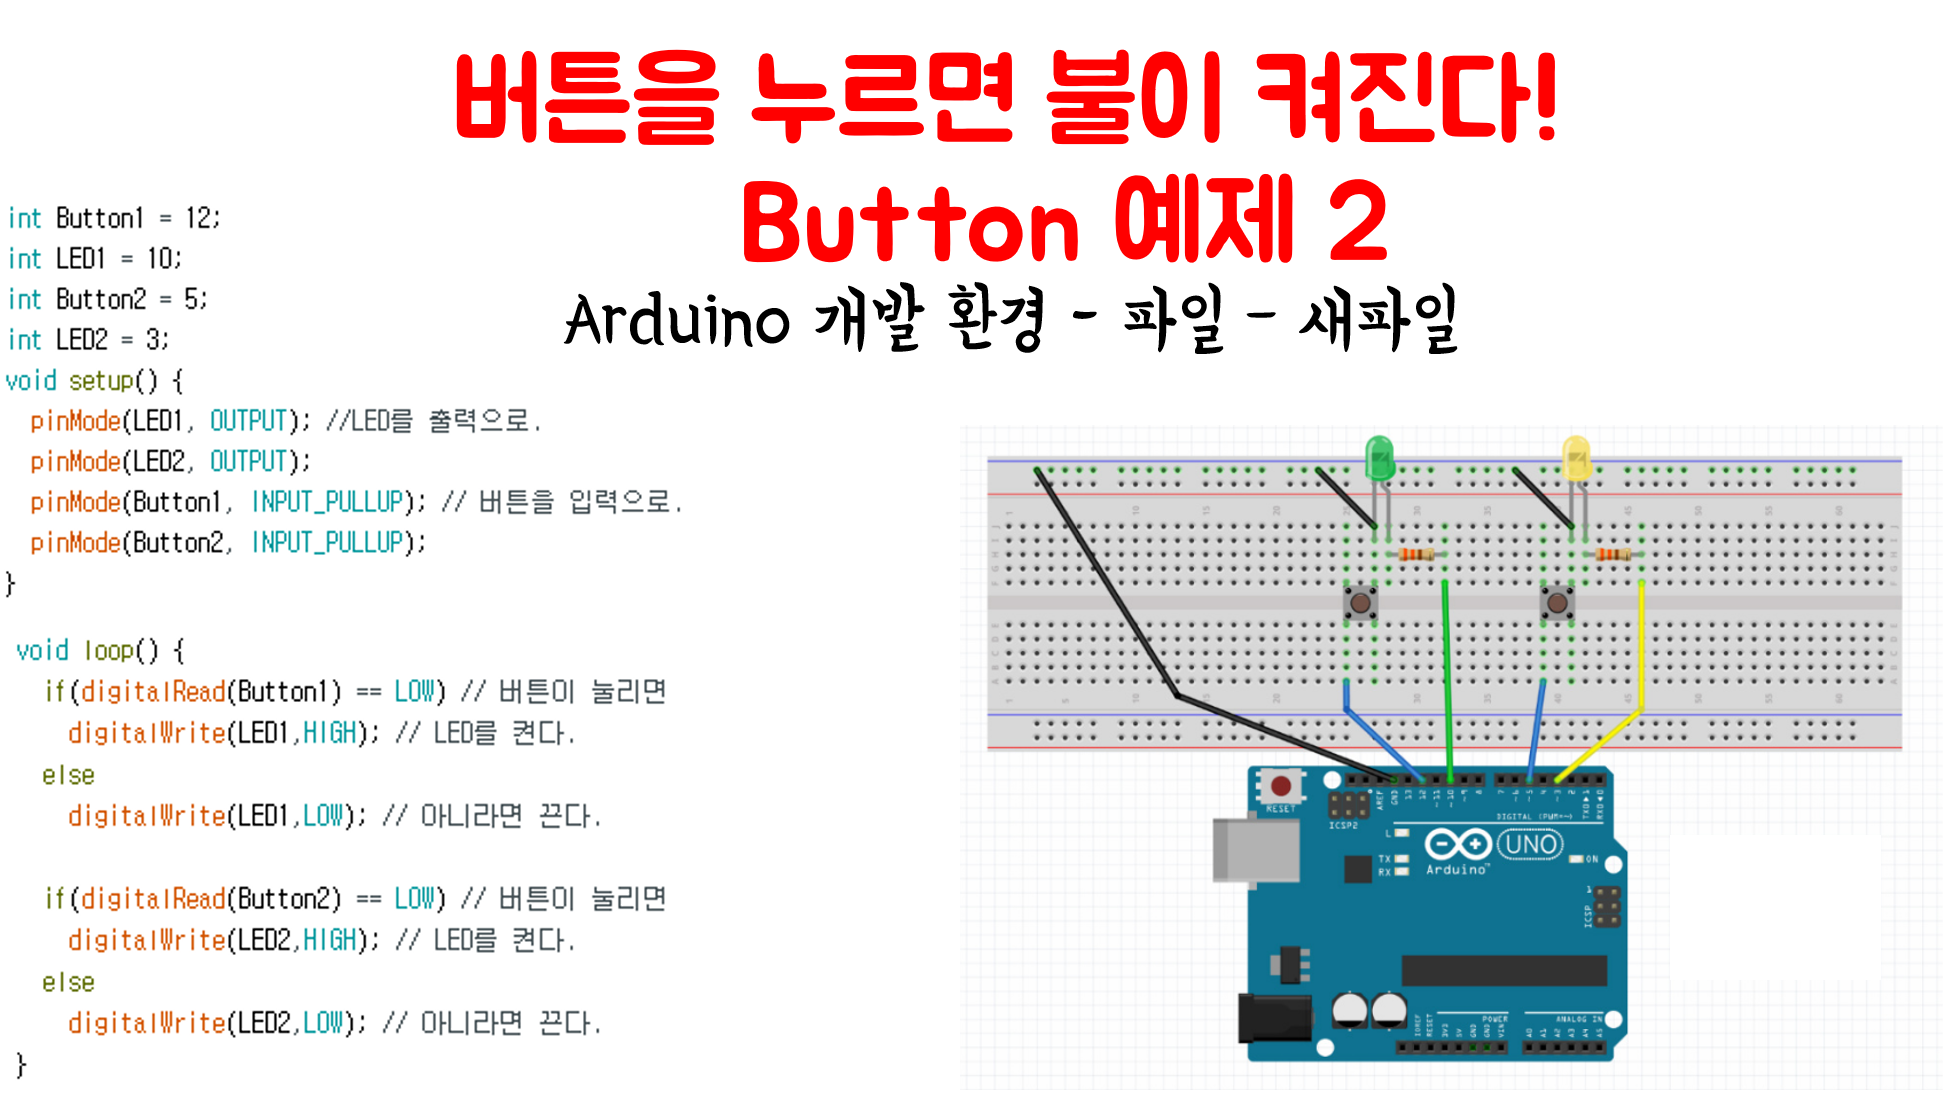 버튼을 누르면 불이 켜진다!
Button 예제 2
Arduino 개발 환경 - 파일 - 새파일
int Button1 = 12;
int LED1 = 10;
int Button2 = 5;
int LED2 = 3;
void setup() {
pinMode(LED1, OUTPUT); //LED를 출력으로.
pinMode(LED2, OUTPUT);
pinMode(Button1, INPUT_PULLUP); // 버튼을 입력으로.
pinMode(Button2, INPUT_PULLUP);
}
void loop() {
if(digitalRead(Button1) == LOW) // 버튼이 눌리면
digitalWrite(LED1,HIGH); // LED를 켠다.
else
digitalWrite(LED1,LOW); // 아니라면 끈다.
if(digitalRead(Button2) == LOW) // 버튼이 눌리면
digitalWrite(LED2,HIGH); // LED를 켠다.
else
digitalWrite(LED2,LOW); // 아니라면 끈다.
}
RESET
ICSP2
AREF
GND
13
12
~11
~10
~9
8
7
~6
~5
4
~3
2
TX0▶1
RX0◀0
DIGITAL (PWM=~)
L
TX
RX
UNO
Arduino™
ON
1
ICSP
POWER
ANALOG IN
IOREF
RESET
3V3
5V
GND
GND
VIN
A0
A1
A2
A3
A4
A5